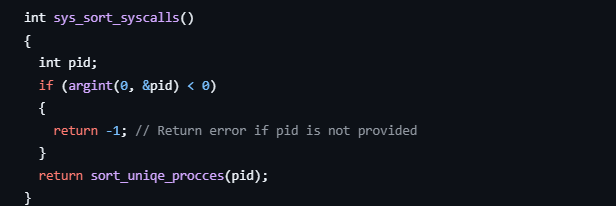 int sys_sort_syscalls()
{
  int pid;
  if (argint(0, &pid) < 0)
  {
    return -1; // Return error if pid is not provided
  }
  return sort_uniqe_procces(pid);
}